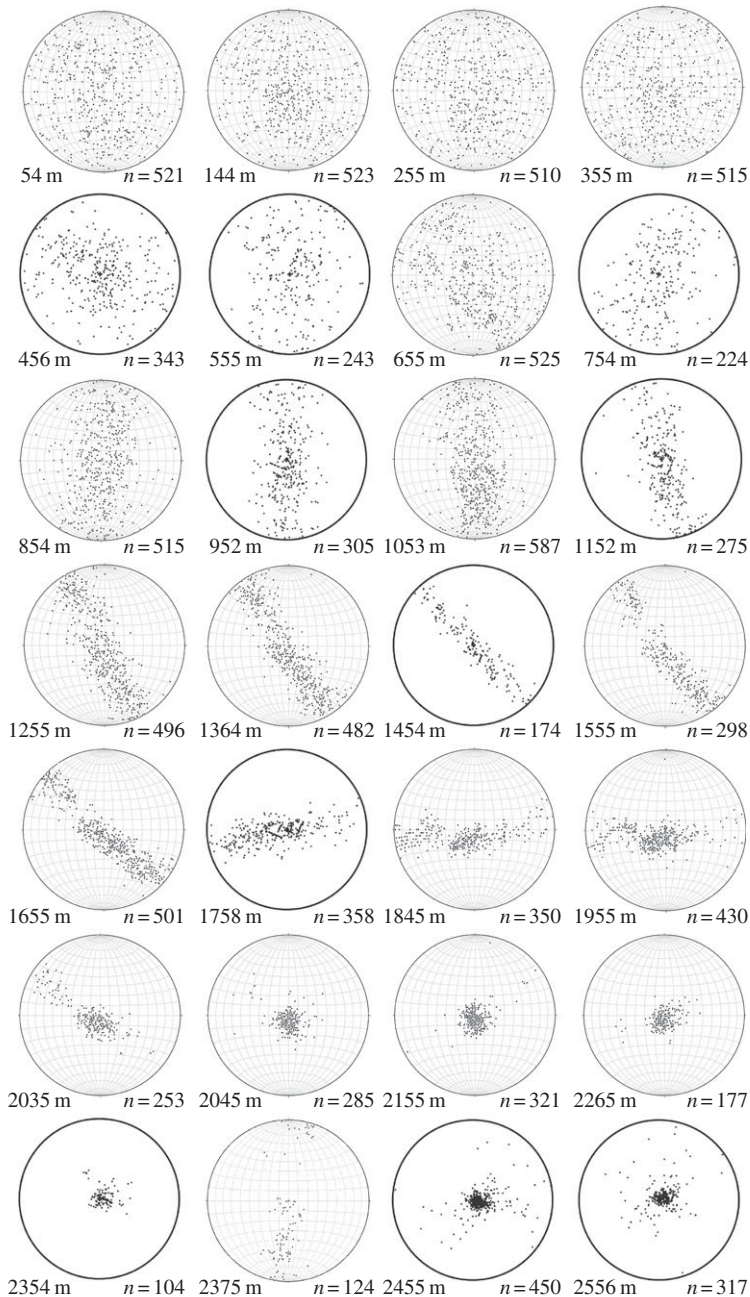 54 m n = 521 144 m n = 523 255 m n = 510 355 m n = 515
456 m n = 343 555 m n = 243 655 m n = 525 754 m n = 224
854 m n = 515 952 m n = 305 1053 m n = 587 1152 m n = 275
1255 m n = 496 1364 m n = 482 1454 m n = 174 1555 m n = 298
1655 m n = 501 1758 m n = 358 1845 m n = 350 1955 m n = 430
2035 m n = 253 2045 m n = 285 2155 m n = 321 2265 m n = 177
2354 m n = 104 2375 m n = 124 2455 m n = 450 2556 m n = 317